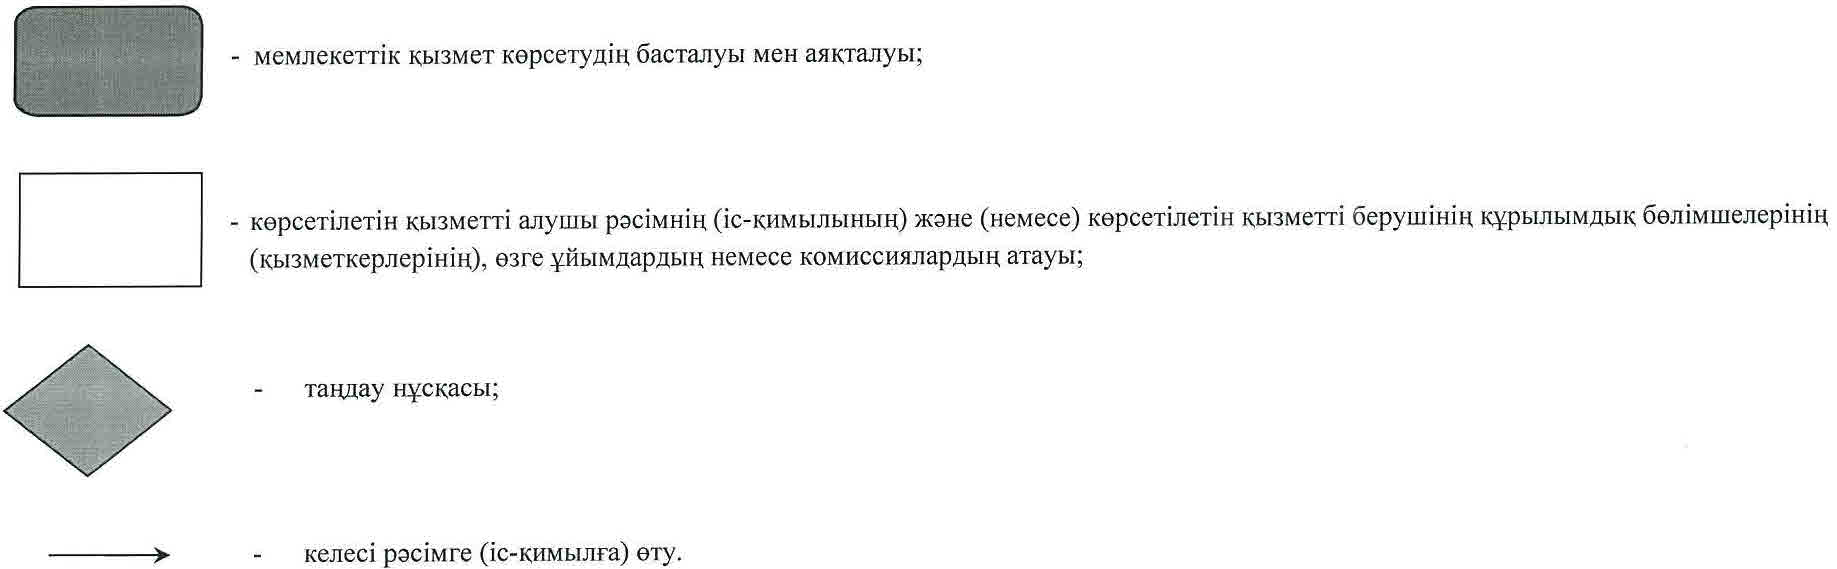 - мемлекеттік қызмет көрсетудің басталуы мен аяқталуы;
- көрсетілетін қызметті алушы рәсімнің (іс-қимылының) және (немесе) көрсетілетін қызметті берушінің құрылымдық бөлімшелерінің
(қызметкерлерінің), өзге ұйымдардың немесе комиссиялардың атауы;
- таңдау нұсқасы;
- келесі рәсімге (іс-қимылға) өту.